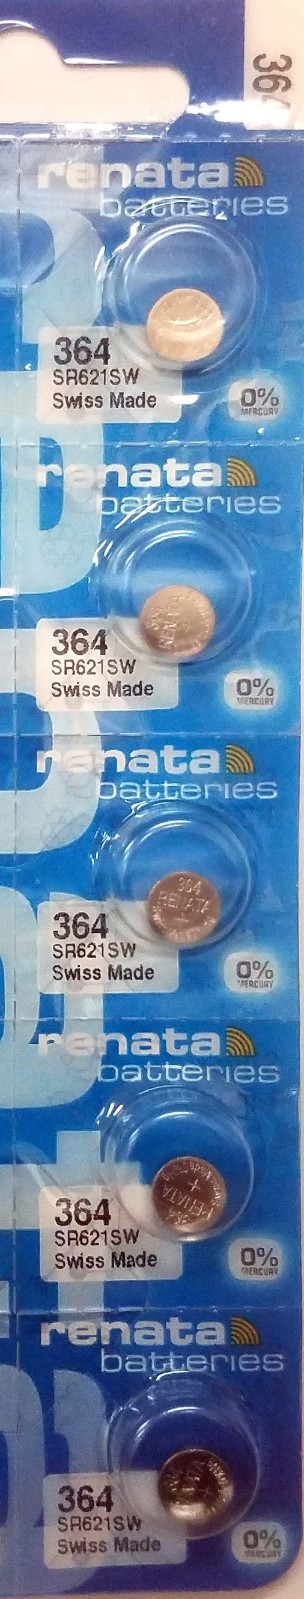 364
renata
batteries
364
SR621SW
Swiss Made
0%
MERCURY
renata
batteries
364
SR621SW
Swiss Made
0%
MERCURY
renata
batteries
364
RENATA
364
SR621SW
Swiss Made
0%
MERCURY
renata
batteries
364
SR621SW
Swiss Made
0%
MERCURY
renata
batteries
364
SR621SW
Swiss Made
0%
MERCURY